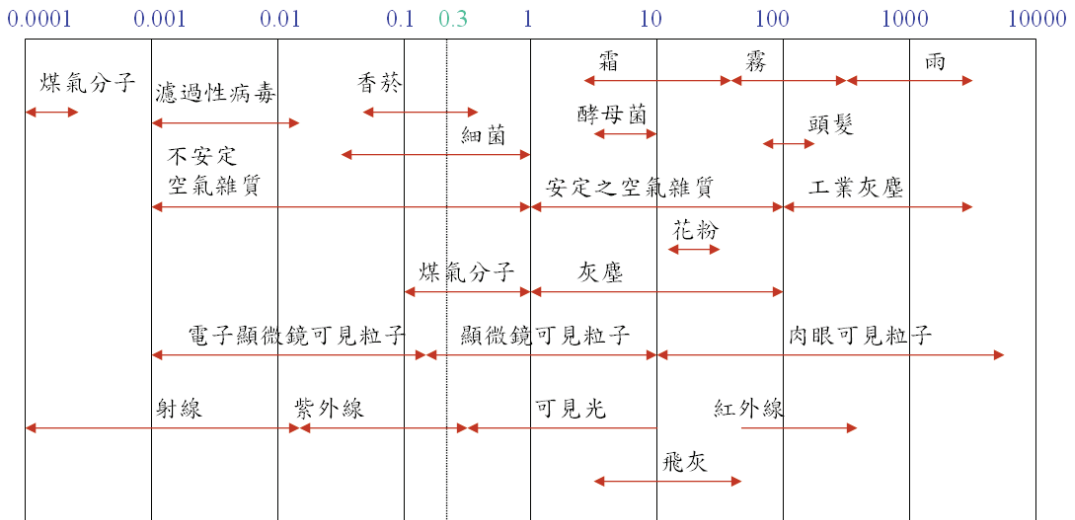 0.0001 0.001 0.01 0.1 0.3 1 10 100 1000 10000
霜 霧 雨
煤氣分子 濾過性病毒 香菸
酵母菌 頭髮
細菌
不安定
空氣雜質 安定之空氣雜質 工業灰塵
花粉
煤氣分子 灰塵
電子顯微鏡可見粒子 顯微鏡可見粒子 肉眼可見粒子
射線 紫外線 可見光 紅外線
飛灰